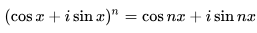 (cos x + i sin x)ⁿ = cos nx + i sin nx